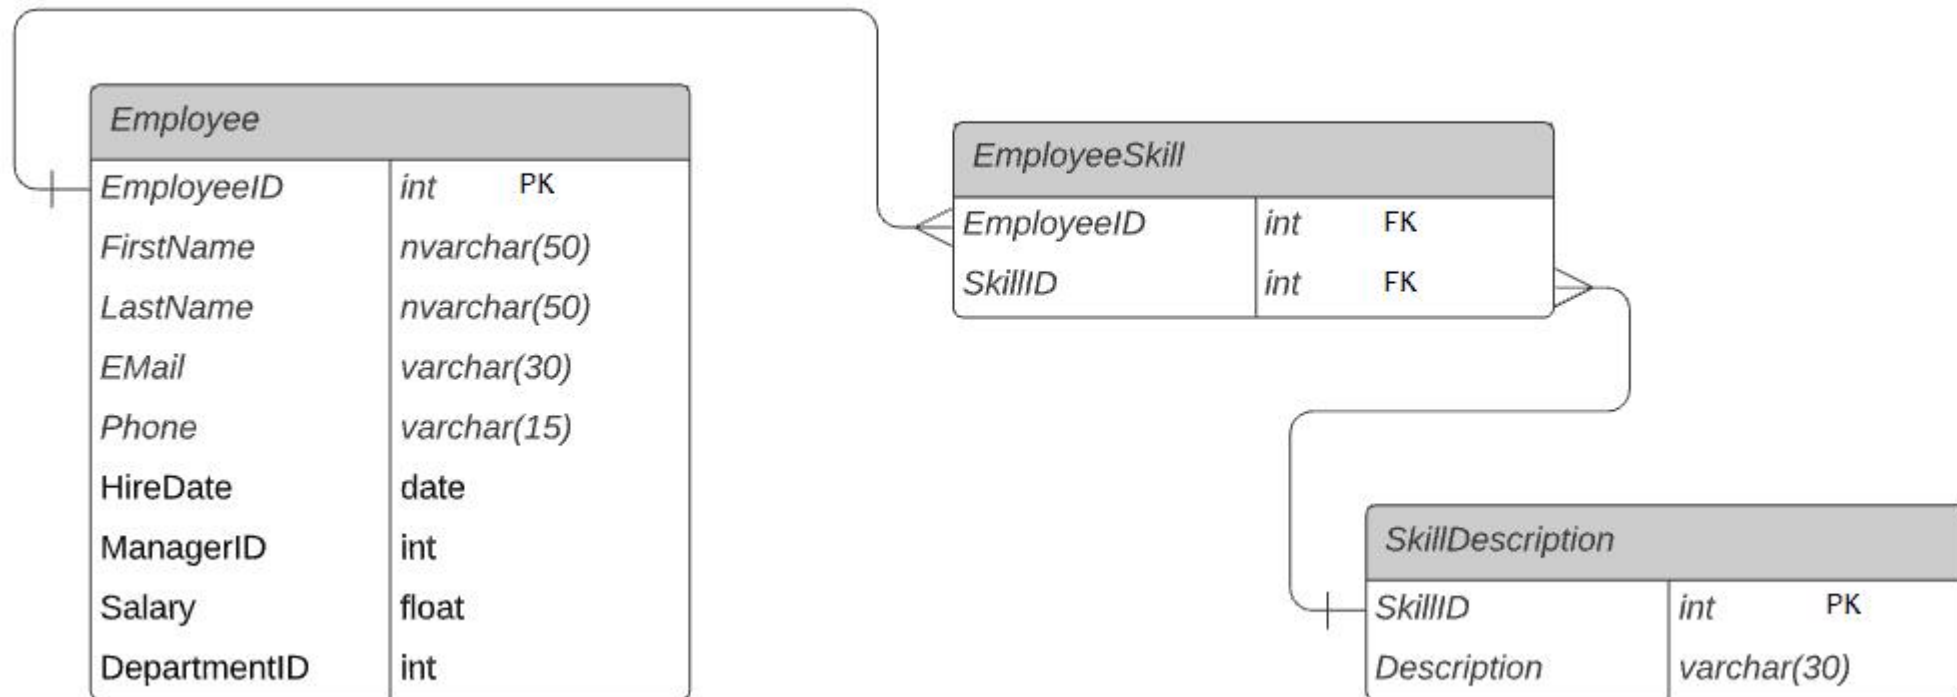 Employee
EmployeeID int PK
FirstName nvarchar(50)
LastName nvarchar(50)
EMail varchar(30)
Phone varchar(15)
HireDate date
ManagerID int
Salary float
DepartmentID int
EmployeeSkill
EmployeeID int FK
SkillID int FK
SkillDescription
SkillID int PK
Description varchar(30)